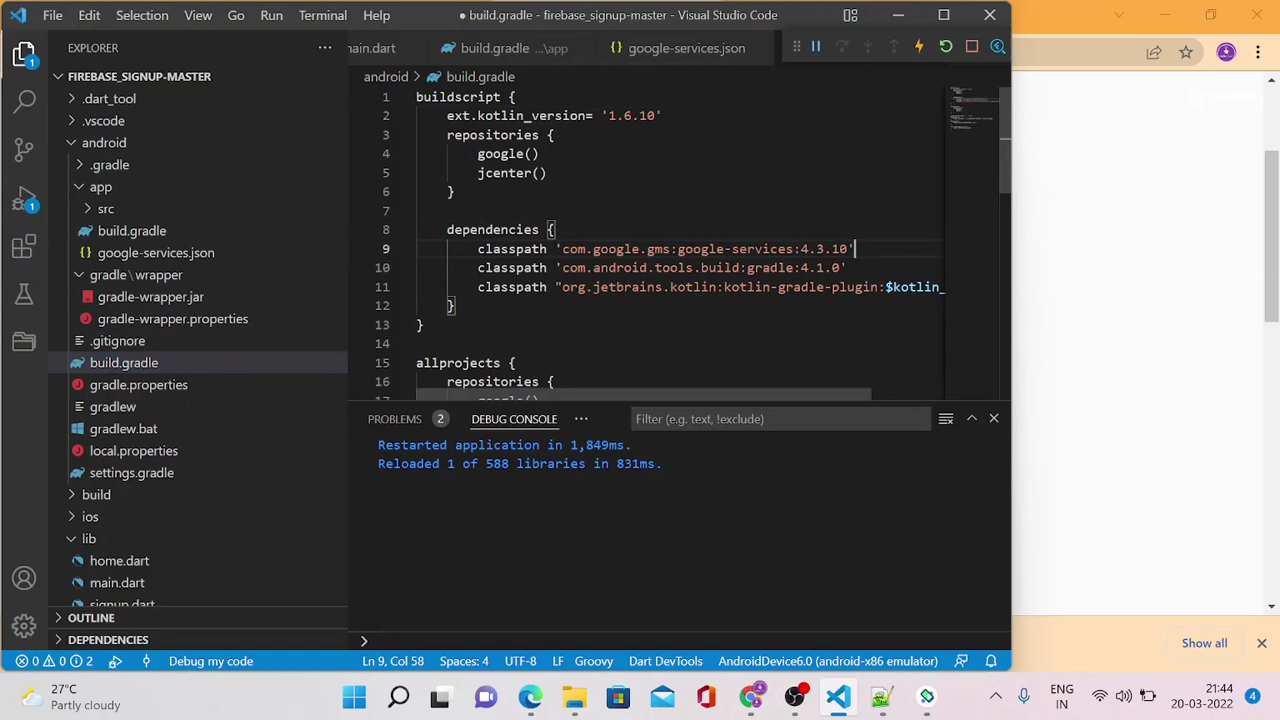 File Edit Selection View Go Run Terminal Help
● build.gradle - firebase_signup-master - Visual Studio Code
EXPLORER
FIREBASE_SIGNUP-MASTER
.dart_tool
.vscode
android
.gradle
app
src
build.gradle
google-services.json
gradle \ wrapper
gradle-wrapper.jar
gradle-wrapper.properties
.gitignore
build.gradle
gradle.properties
gradlew
gradlew.bat
local.properties
settings.gradle
build
ios
lib
home.dart
main.dart
signup.dart
OUTLINE
DEPENDENCIES
1
1
main.dart build.gradle ...\app {} google-services.json
android > build.gradle
1 buildscript {
2 ext.kotlin_version= '1.6.10'
3 repositories {
4 google()
5 jcenter()
6 }
7
8 dependencies {
9 classpath 'com.google.gms:google-services:4.3.10'
10 classpath 'com.android.tools.build:gradle:4.1.0'
11 classpath "org.jetbrains.kotlin:kotlin-gradle-plugin:$kotlin_
12 }
13 }
14
15 allprojects {
16 repositories {
17 google()
PROBLEMS 2 DEBUG CONSOLE ... Filter (e.g. text, !exclude)
Restarted application in 1,849ms.
Reloaded 1 of 588 libraries in 831ms.
0 0 2 Debug my code Ln 9, Col 58 Spaces: 4 UTF-8 LF Groovy Dart DevTools AndroidDevice6.0 (android-x86 emulator)
Show all
27°C
Partly cloudy
ENG
IN
21:44
20-03-2022
4